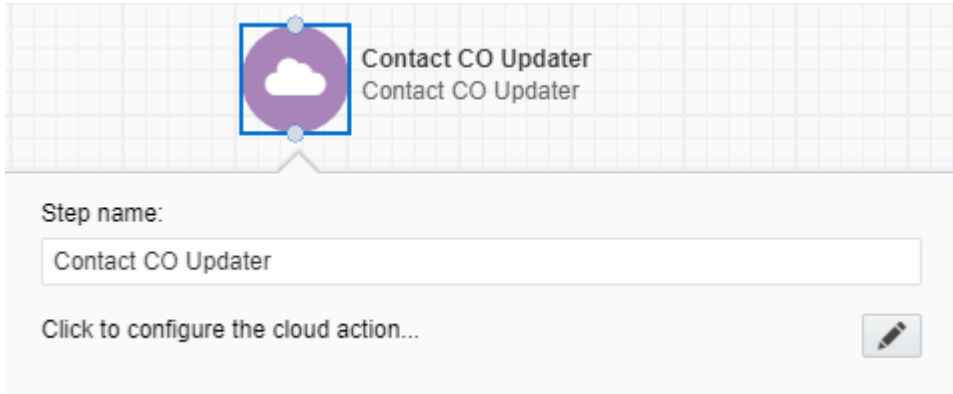 Contact CO Updater
Contact CO Updater
Step name:
Contact CO Updater
Click to configure the cloud action...